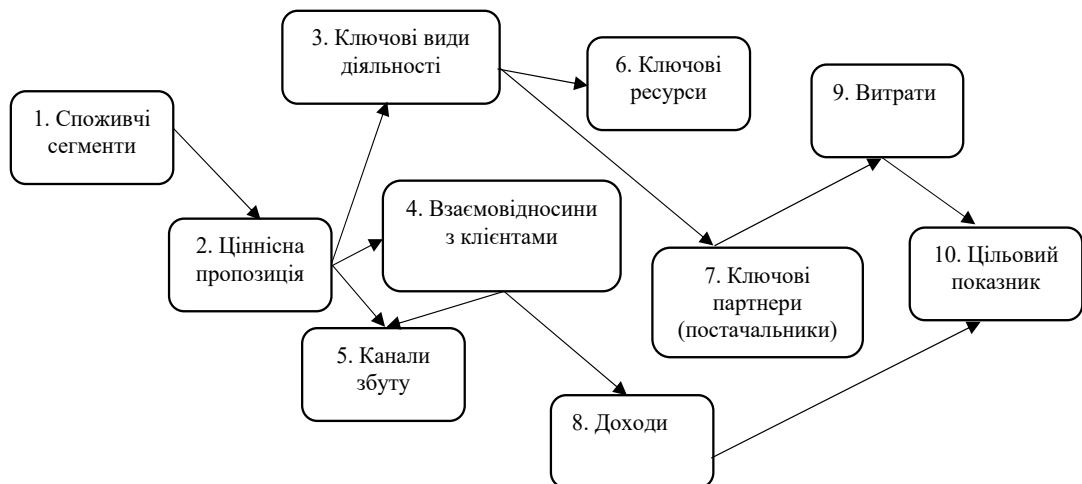 1. Споживчі
сегменти
2. Ціннісна
пропозиція
3. Ключові види
діяльності
4. Взаємовідносини
з клієнтами
5. Канали
збуту
6. Ключові
ресурси
7. Ключові
партнери
(постачальники)
8. Доходи
9. Витрати
10. Цільовий
показник